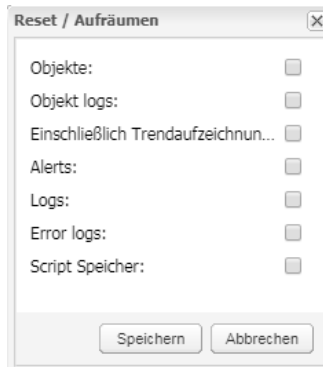 Reset / Aufräumen
Objekte:
Objekt logs:
Einschließlich Trendaufzeichnun...
Alerts:
Logs:
Error logs:
Script Speicher:
Speichern Abbrechen